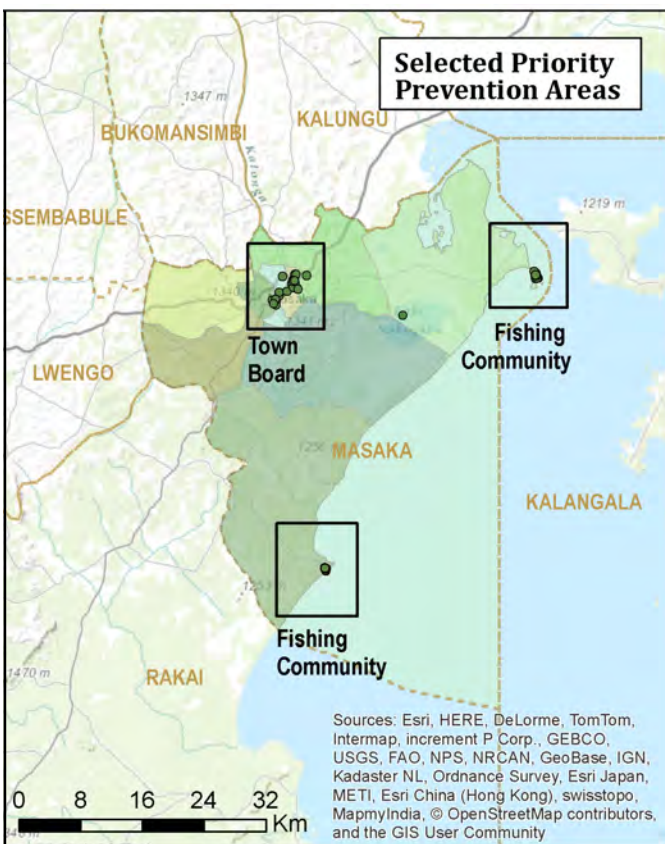 Selected Priority
Prevention Areas
1347 m
KALUNGU
BUKOMANSIMBI
Katonga
SSEMBABULE
1219 m
Town
Board
Fishing
Community
LWENGO
MASAKA
KALANGALA
Fishing
Community
RAKAI
1470 m
Sources: Esri, HERE, DeLorme, TomTom,
Intermap, increment P Corp., GEBCO,
USGS, FAO, NPS, NRCAN, GeoBase, IGN,
Kadaster NL, Ordnance Survey, Esri Japan,
METI, Esri China (Hong Kong), swisstopo,
MapmyIndia, © OpenStreetMap contributors,
and the GIS User Community
0 8 16 24 32
Km